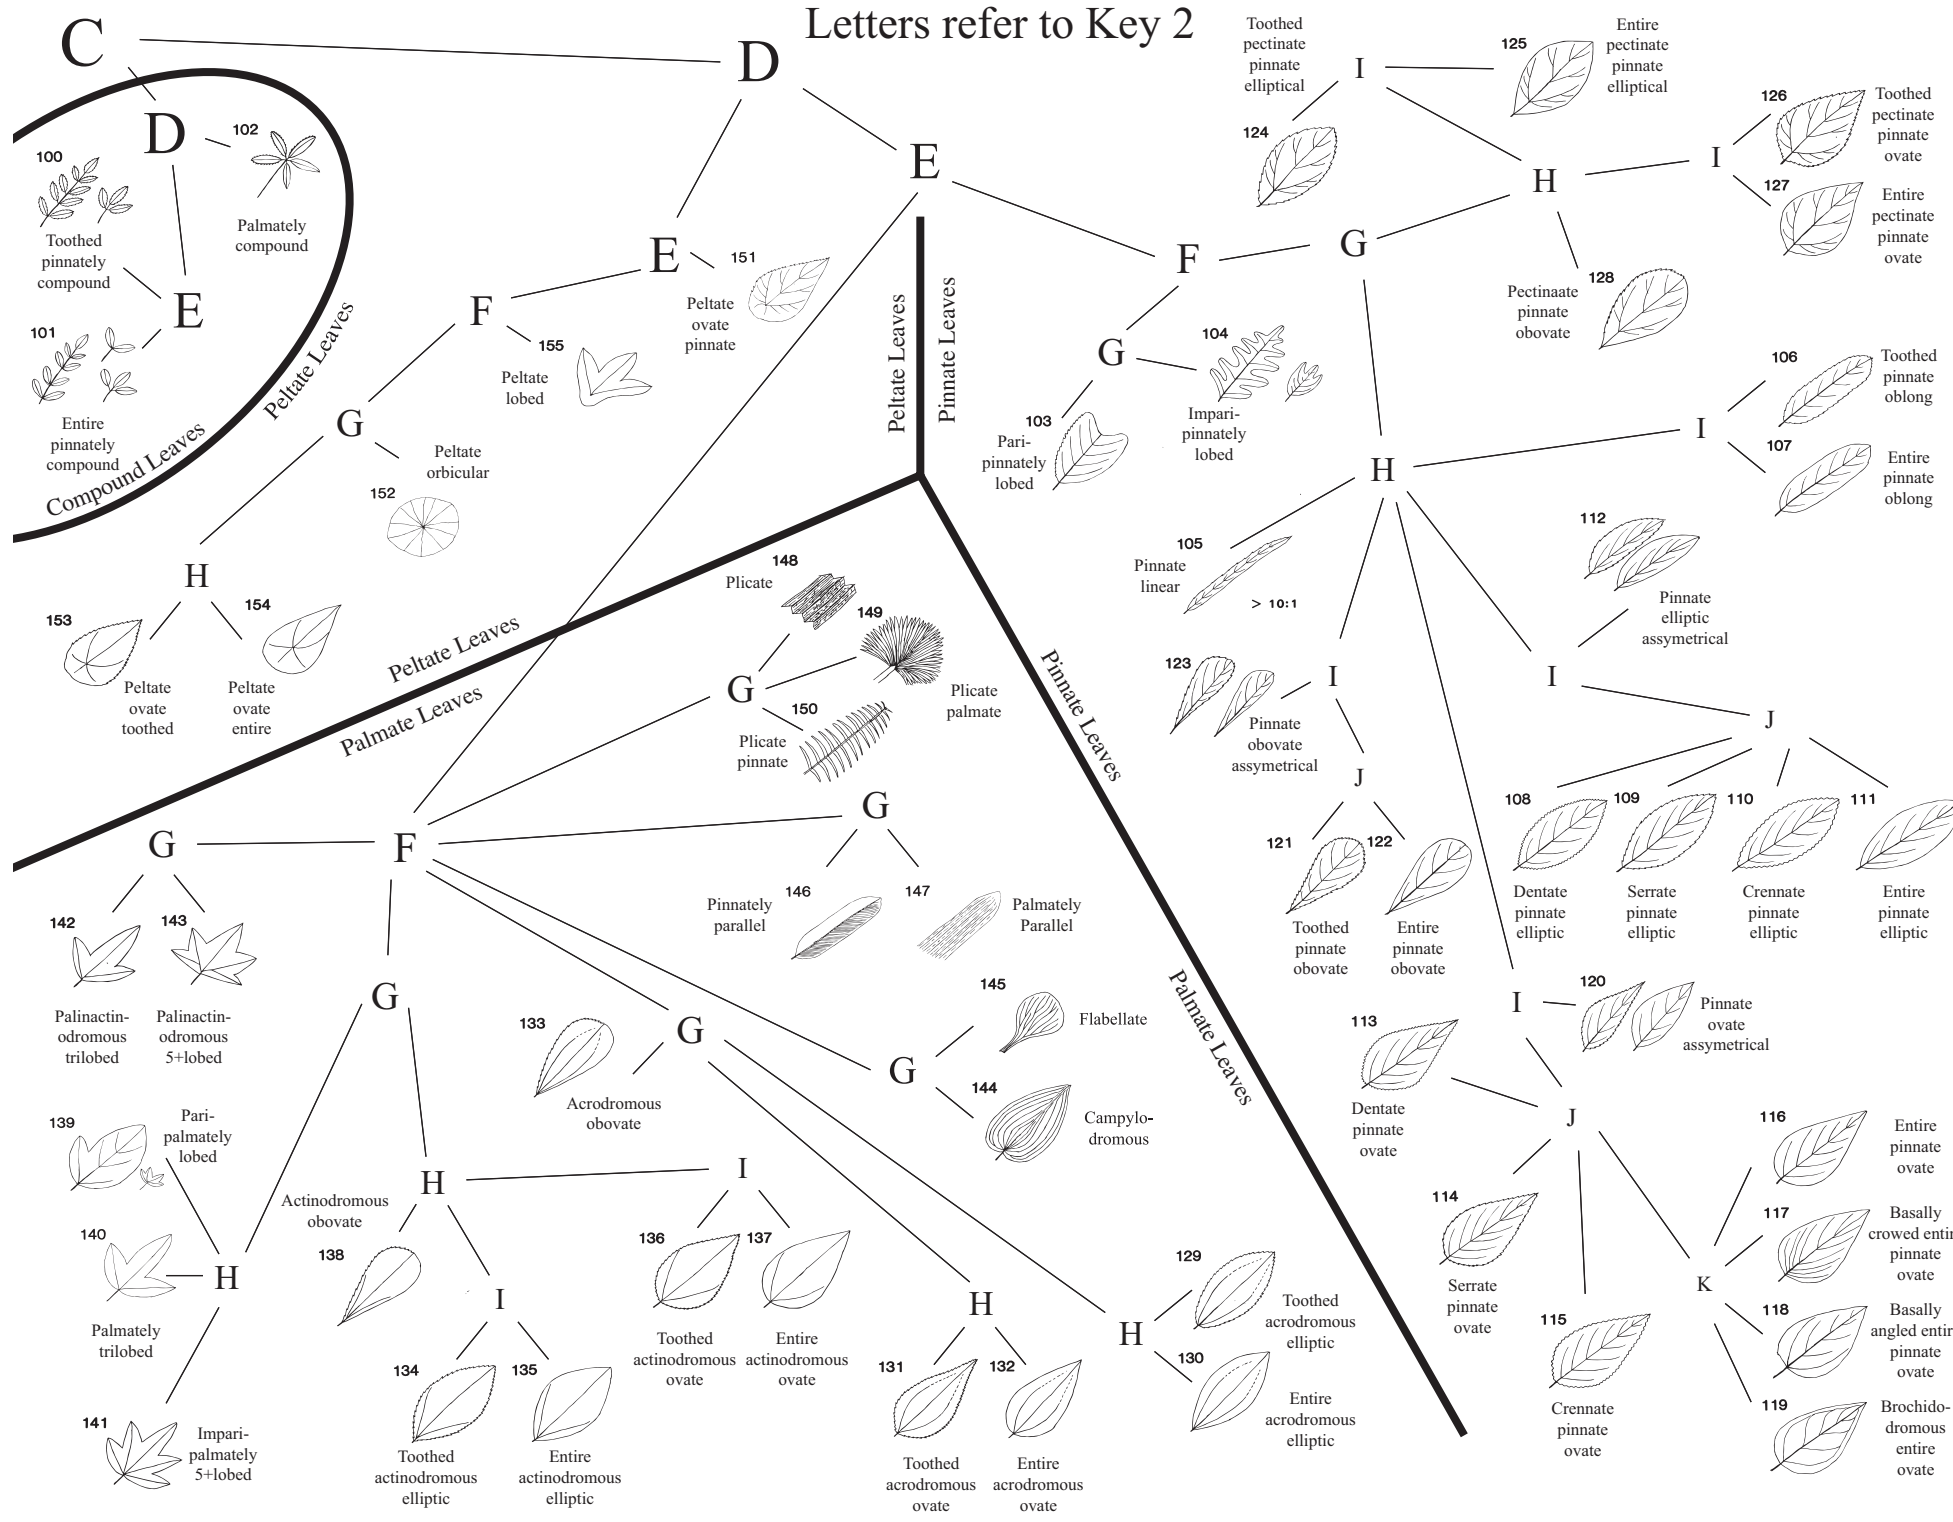 Letters refer to Key 2
C
D
D
102
100
Palmately
compound
Toothed
pinnately
compound
E
101
Entire
pinnately
compound
Compound Leaves
Peltate Leaves
E
E
151
Peltate
ovate
pinnate
F
155
Peltate
lobed
G
Peltate
orbicular
152
H
153
Peltate
ovate
toothed
154
Peltate
ovate
entire
Peltate Leaves
Palmate Leaves
Peltate Leaves
Pinnate Leaves
Toothed
pectinate
pinnate
elliptical
124
I
125
Entire
pectinate
pinnate
elliptical
126
Toothed
pectinate
pinnate
ovate
I
127
Entire
pectinate
pinnate
ovate
H
128
Pectinaate
pinnate
obovate
F
G
G
104
Impari-
pinnately
lobed
103
Pari-
pinnately
lobed
106
Toothed
pinnate
oblong
I
107
Entire
pinnate
oblong
H
105
Pinnate
linear
> 10:1
112
Pinnate
elliptic
assymetrical
I
123
Pinnate
obovate
assymetrical
I
J
J
121
Toothed
pinnate
obovate
122
Entire
pinnate
obovate
108
Dentate
pinnate
elliptic
109
Serrate
pinnate
elliptic
110
Crennate
pinnate
elliptic
111
Entire
pinnate
elliptic
I
120
Pinnate
ovate
assymetrical
113
Dentate
pinnate
ovate
J
114
Serrate
pinnate
ovate
115
Crennate
pinnate
ovate
K
116
Entire
pinnate
ovate
117
Basally
crowed entir
pinnate
ovate
118
Basally
angled entir
pinnate
ovate
119
Brochido-
dromous
entire
ovate
Pinnate Leaves
Palmate Leaves
148
Plicate
149
Plicate
palmate
G
150
Plicate
pinnate
G
Pinnately
parallel
146
147
Palmately
Parallel
G
F
142
Palinactin-
odromous
trilobed
143
Palinactin-
odromous
5+lobed
G
133
Acrodromous
obovate
G
145
Flabellate
G
144
Campylo-
dromous
139
Pari-
palmately
lobed
140
Palmately
trilobed
H
141
Impari-
palmately
5+lobed
Actinodromous
obovate
138
H
I
136
Toothed
actinodromous
ovate
137
Entire
actinodromous
ovate
I
134
Toothed
actinodromous
elliptic
135
Entire
actinodromous
elliptic
H
131
Toothed
acrodromous
ovate
132
Entire
acrodromous
ovate
H
129
Toothed
acrodromous
elliptic
130
Entire
acrodromous
elliptic